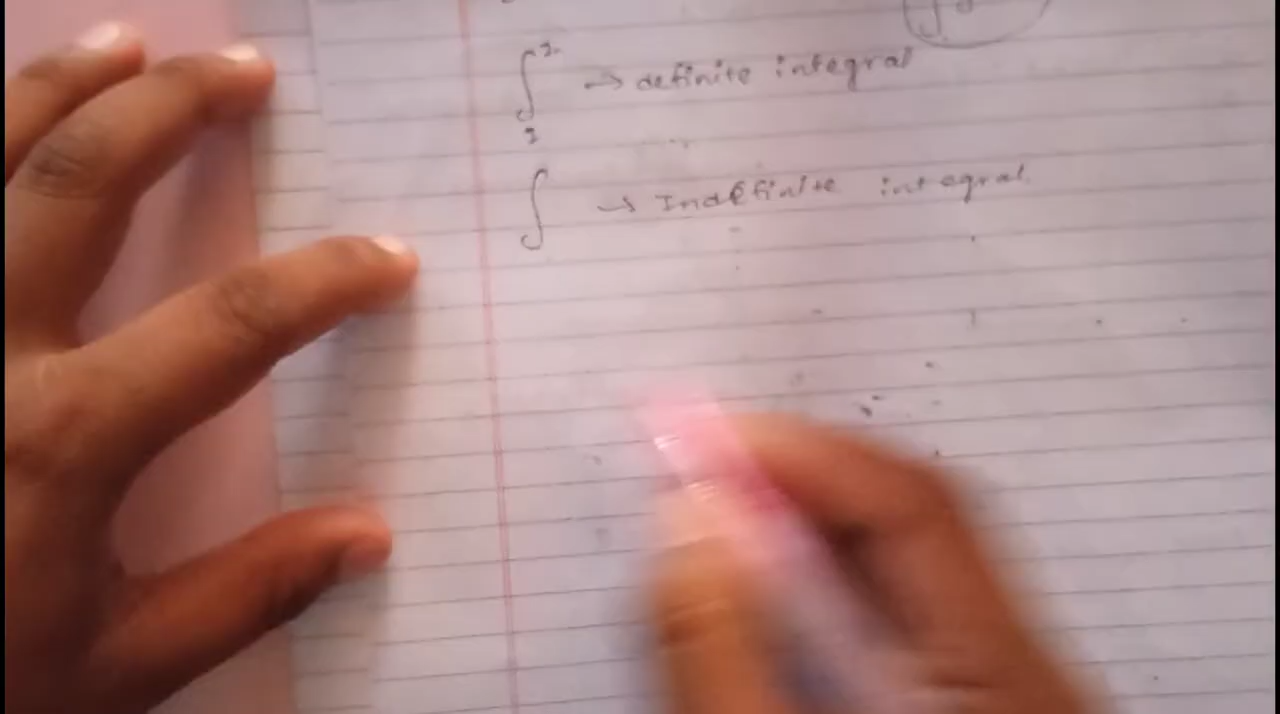 ∫ → definite integral
∫ → Indefinite integral